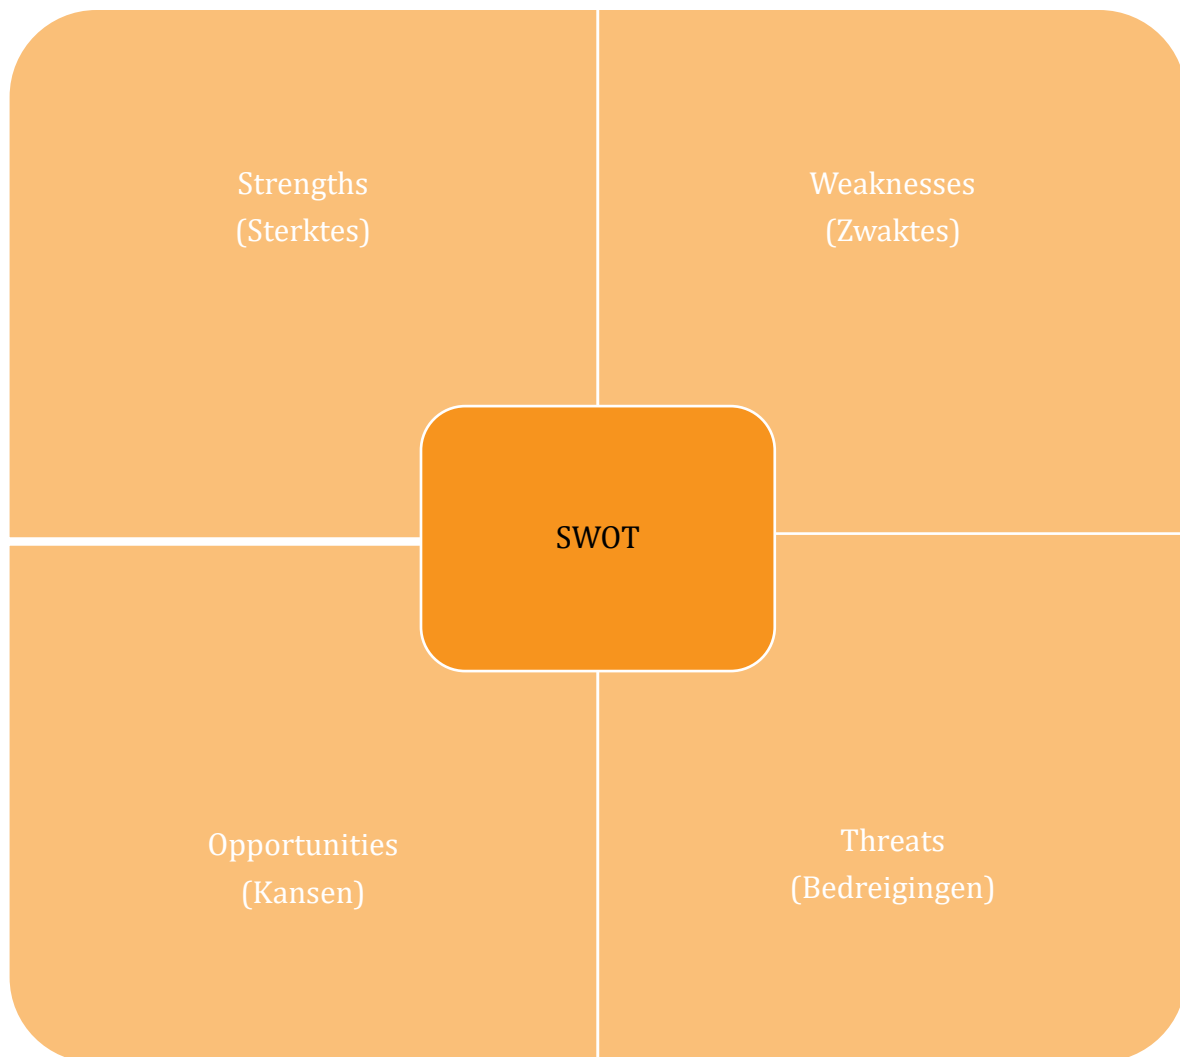 Strengths
(Sterktes)
Weaknesses
(Zwaktes)
SWOT
Opportunities
(Kansen)
Threats
(Bedreigingen)